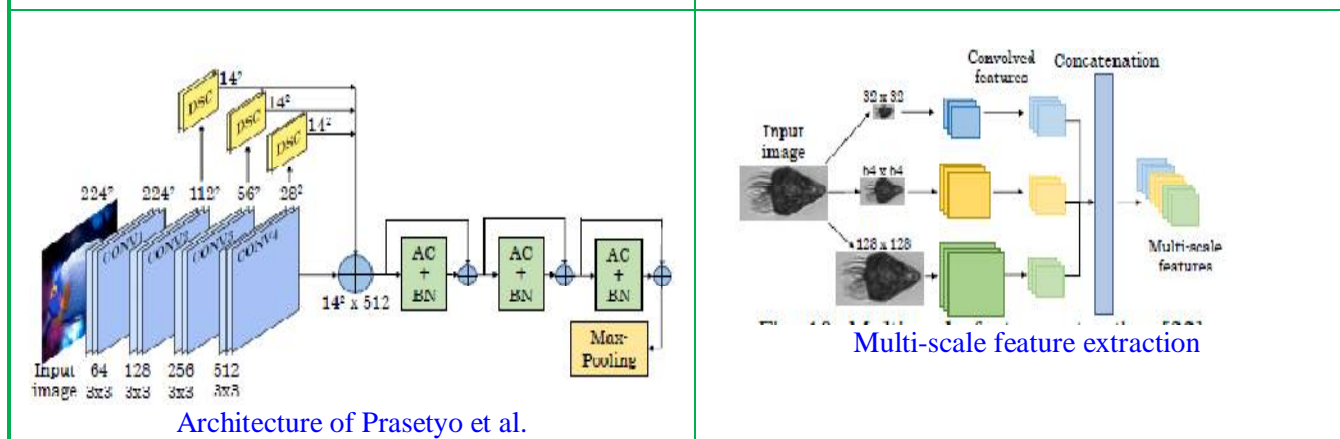 14²
DSC
14²
DSC
14²
DSC
224² 224² 112² 56² 28²
CONV1 CONV2 CONV3 CONV4
AC + BN
AC + BN
AC + BN
14² x 512
Max-Pooling
Input image
64 128 256 512
3x3 3x3 3x3 3x3
Architecture of Prasetyo et al.
Convolved features
Concatenation
32 x 32
Input image
64 x 64
128 x 128
Multi-scale features
Multi-scale feature extraction